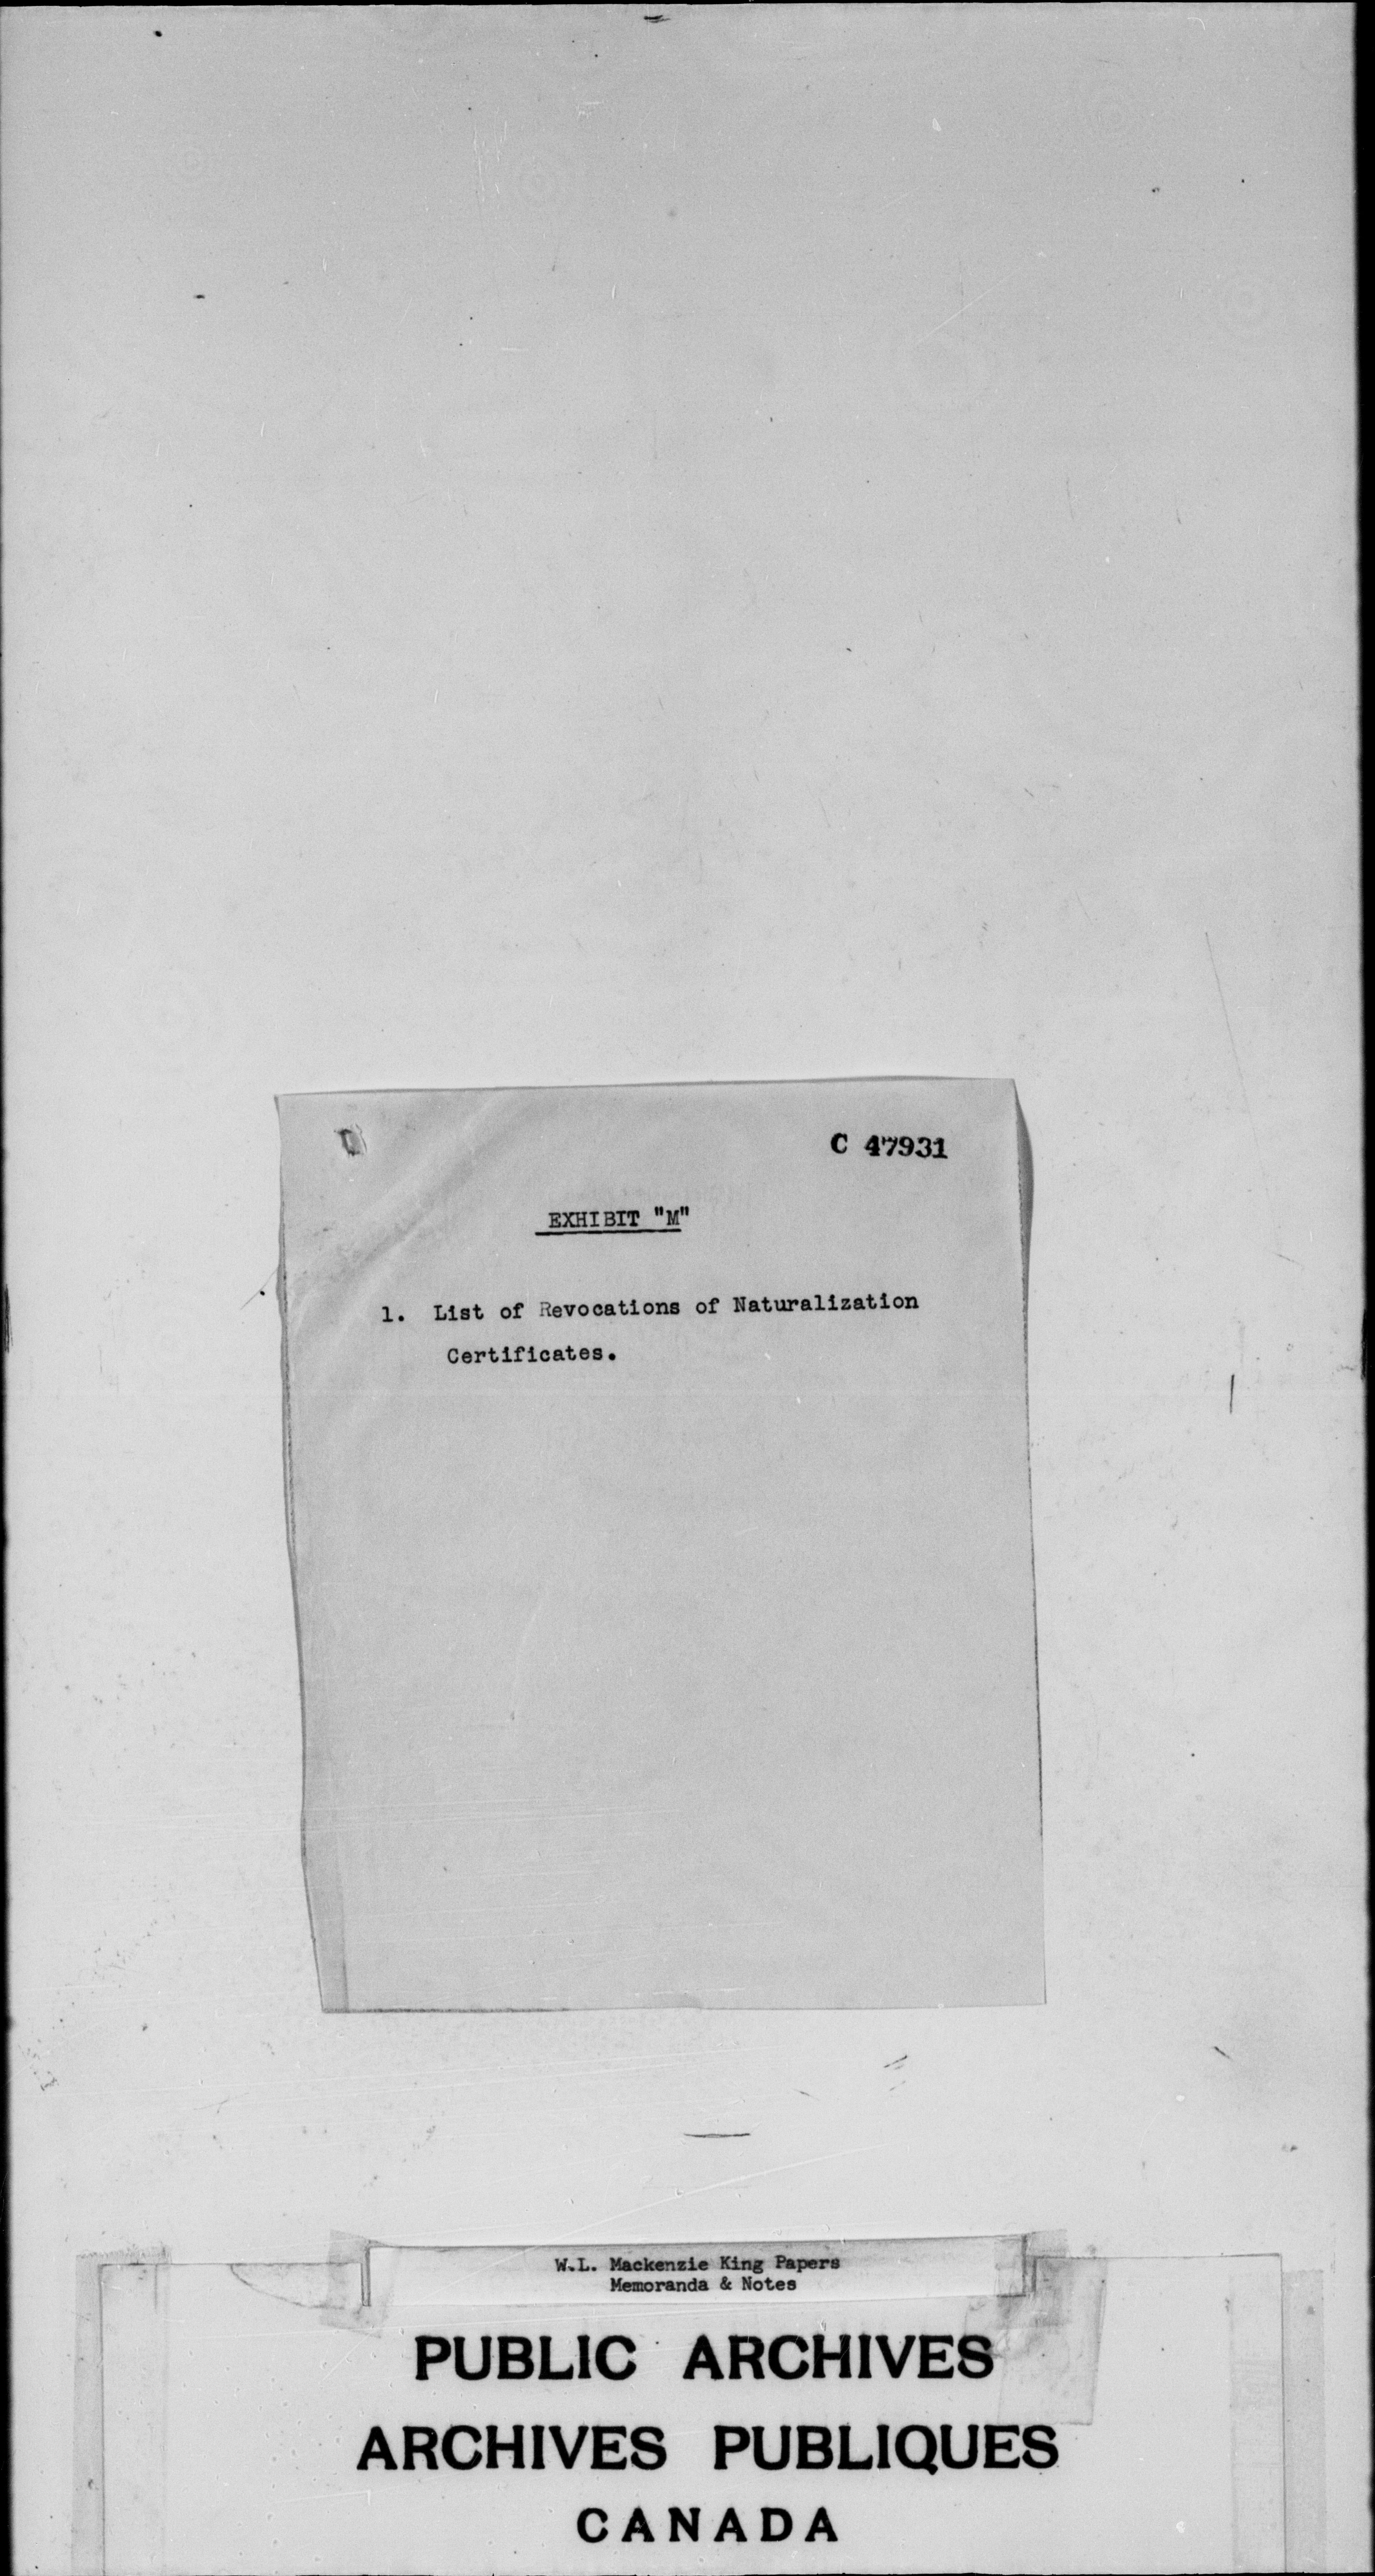 C 47931
EXHIBIT "M"
1. List of Revocations of Naturalization
Certificates.
W.L. Mackenzie King Papers
Memoranda & Notes
PUBLIC ARCHIVES
ARCHIVES PUBLIQUES
CANADA